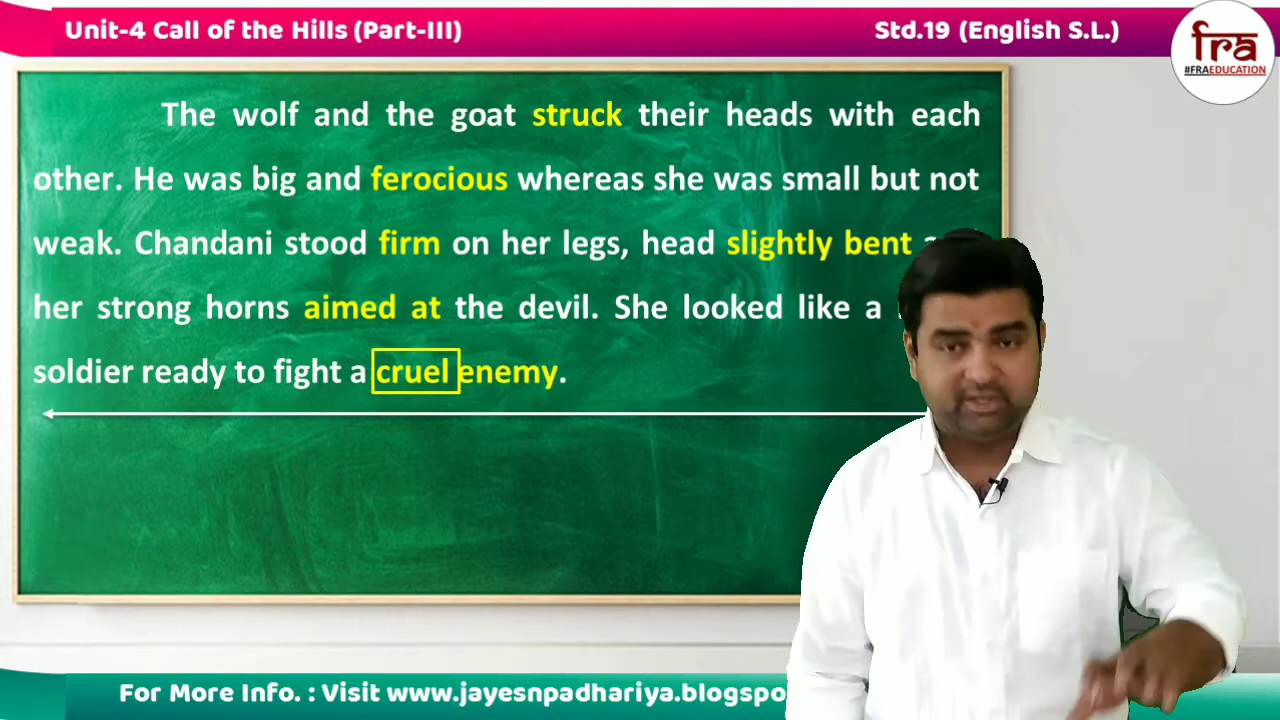 Unit-4 Call of the Hills (Part-III)
Std.19 (English S.L.)
fra
#FRAEDUCATION
The wolf and the goat struck their heads with each
other. He was big and ferocious whereas she was small but not
weak. Chandani stood firm on her legs, head slightly bent
her strong horns aimed at the devil. She looked like a
soldier ready to fight a cruel enemy.
For More Info. : Visit www.jayesnpadhariya.blogspo